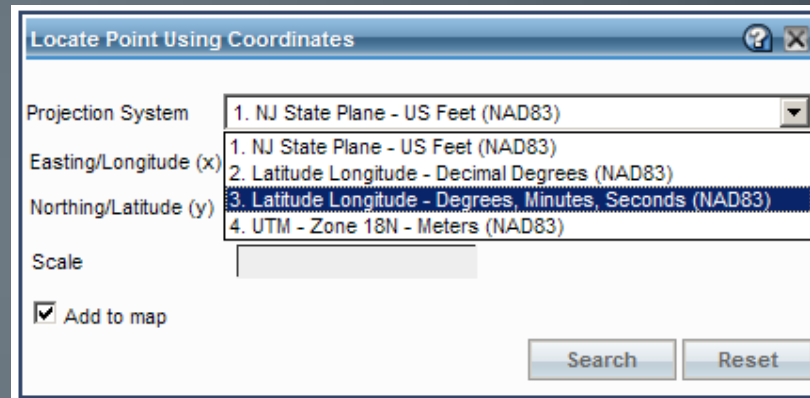 Locate Point Using Coordinates
Projection System 1. NJ State Plane - US Feet (NAD83)
1. NJ State Plane - US Feet (NAD83)
Easting/Longitude (x)
2. Latitude Longitude - Decimal Degrees (NAD83)
3. Latitude Longitude - Degrees, Minutes, Seconds (NAD83)
Northing/Latitude (y)
4. UTM - Zone 18N - Meters (NAD83)
Scale
Add to map
Search Reset